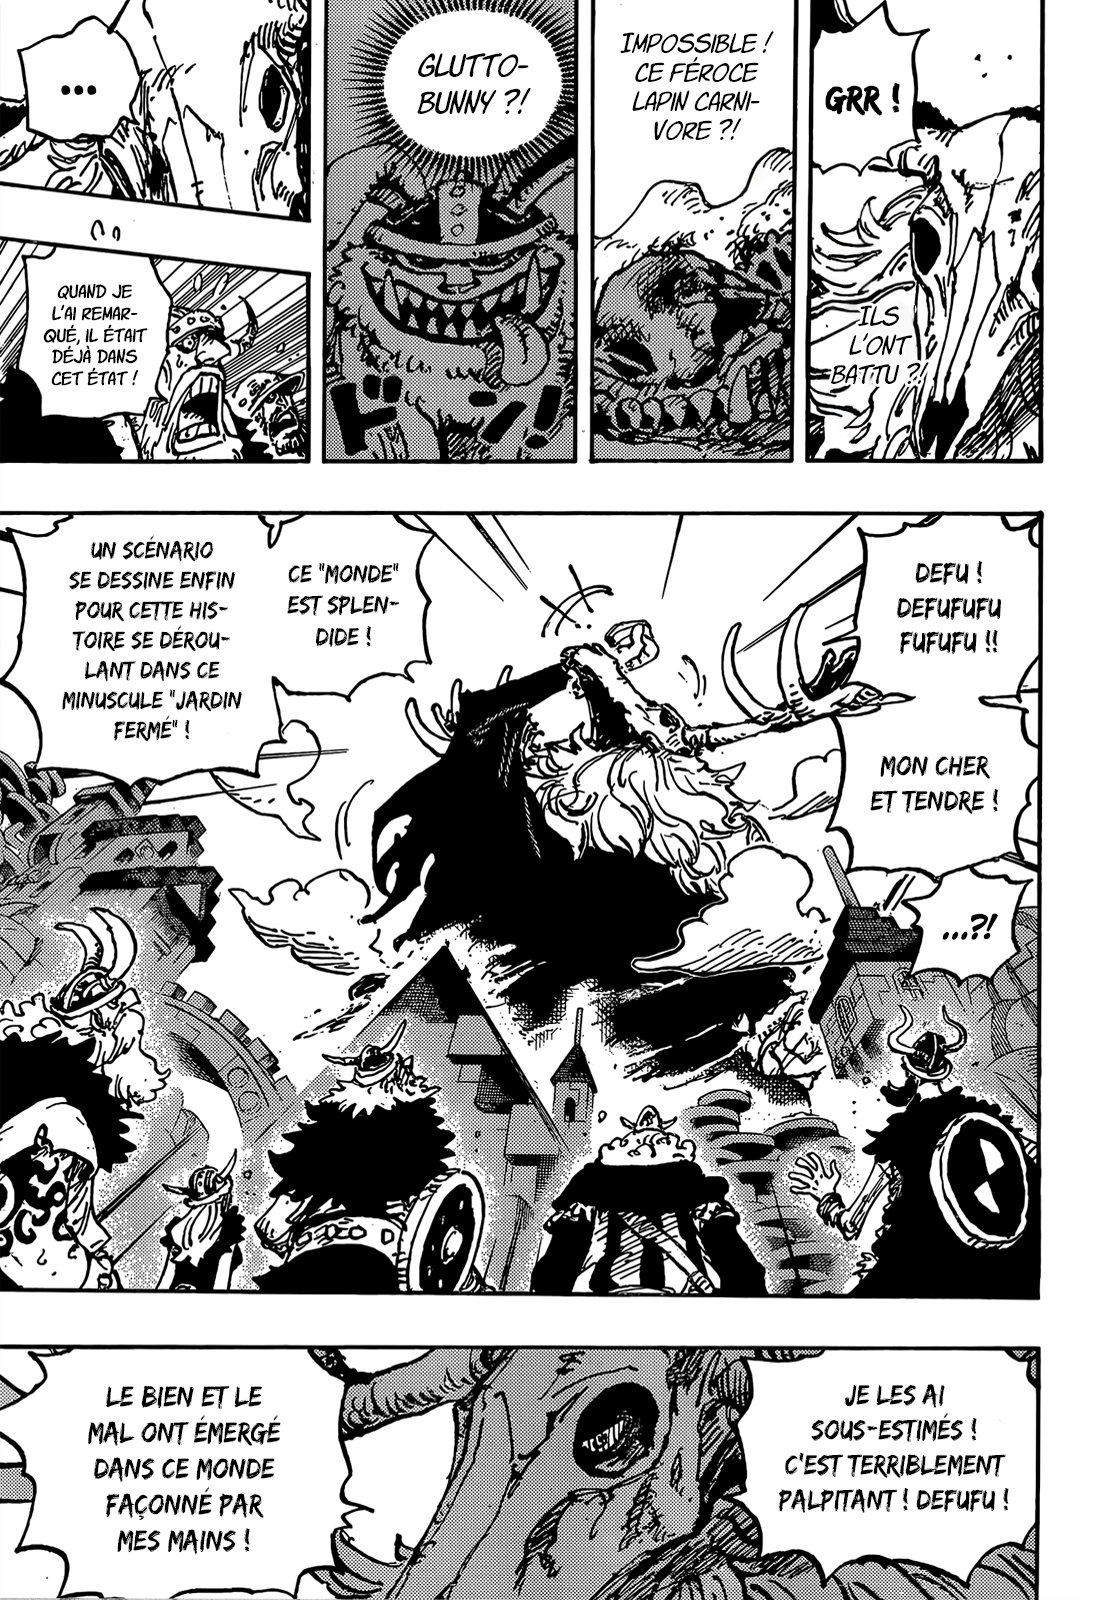 GRR !
ILS
L'ONT
BATTU ?!
IMPOSSIBLE !
CE FÉROCE
LAPIN CARNI-
VORE ?!
GLUTTO-
BUNNY ?!
ドン!!
...
QUAND JE
L'AI REMAR-
QUÉ, IL ÉTAIT
DÉJÀ DANS
CET ÉTAT !
DEFU !
DEFUFUFU
FUFUFU !!
MON CHER
ET TENDRE !
...?!
CE "MONDE"
EST SPLEN-
DIDE !
UN SCÉNARIO
SE DESSINE ENFIN
POUR CETTE HIS-
TOIRE SE DÉROU-
LANT DANS CE
MINUSCULE "JARDIN
FERMÉ" !
JE LES AI
SOUS-ESTIMÉS !
C'EST TERRIBLEMENT
PALPITANT ! DEFUFU !
LE BIEN ET LE
MAL ONT ÉMERGÉ
DANS CE MONDE
FAÇONNÉ PAR
MES MAINS !